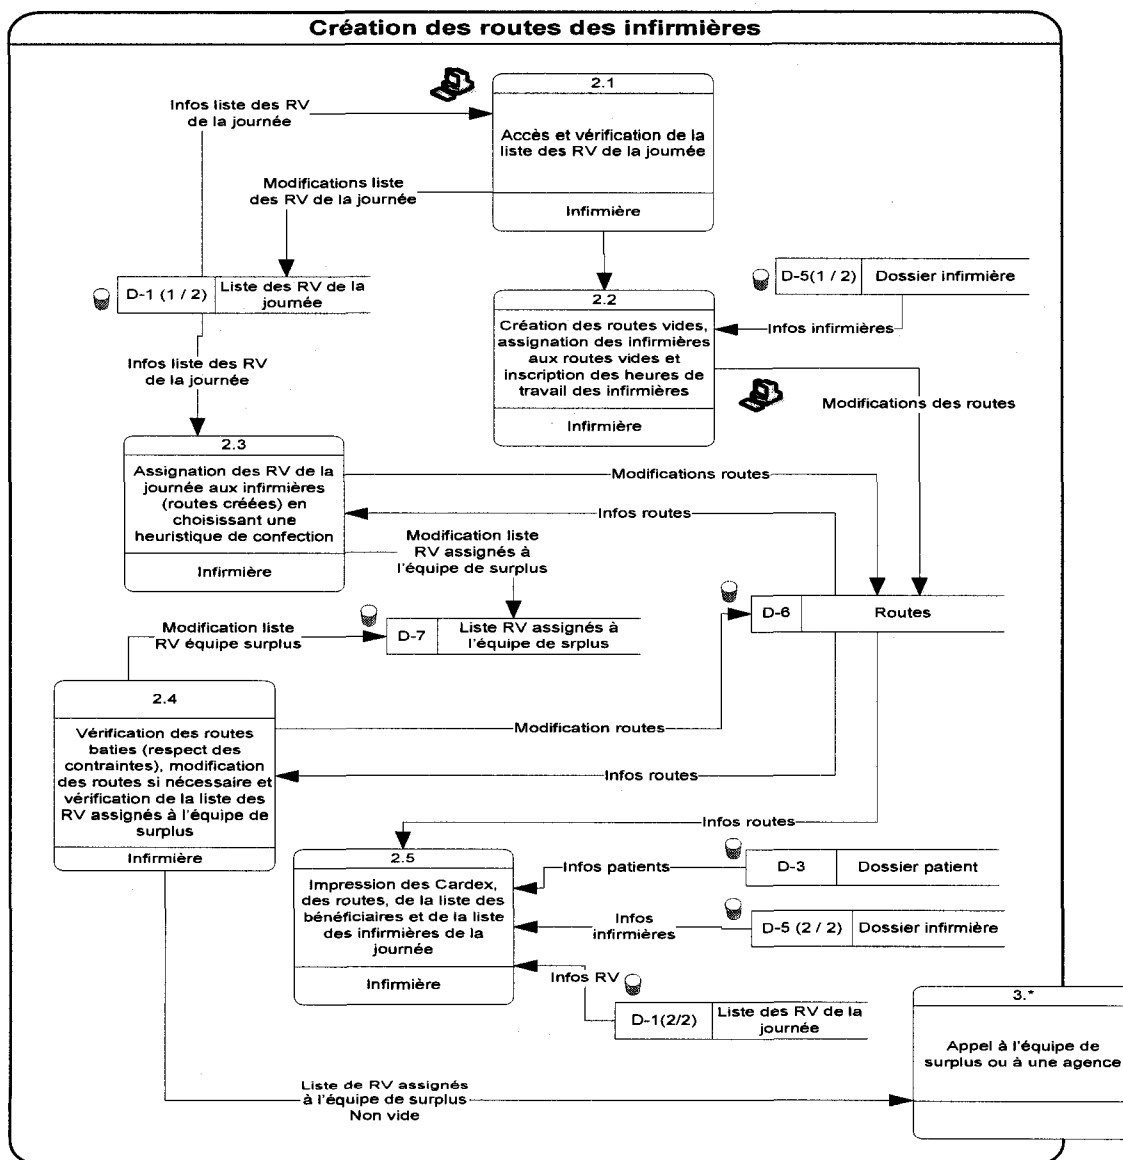 Création des routes des infirmières
2.1
Accès et vérification de la
liste des RV de la journée
Infirmière
Infos liste des RV
de la journée
Modifications liste
des RV de la journée
D-1 (1 / 2)
Liste des RV de la
journée
D-5(1 / 2)
Dossier infirmière
Infos infirmières
2.2
Création des routes vides,
assignation des infirmières
aux routes vides et
inscription des heures de
travail des infirmières
Infirmière
Modifications des routes
Infos liste des RV
de la journée
2.3
Assignation des RV de la
journée aux infirmières
(routes créées) en
choisissant une
heuristique de confection
Infirmière
Modifications routes
Infos routes
Modification liste
RV assignés à
l'équipe de surplus
D-6
Routes
Modification liste
RV équipe surplus
D-7
Liste RV assignés à
l'équipe de srplus
2.4
Vérification des routes
baties (respect des
contraintes), modification
des routes si nécessaire et
vérification de la liste des
RV assignés à l'équipe de
surplus
Infirmière
Modification routes
Infos routes
Infos routes
2.5
Impression des Cardex,
des routes, de la liste des
bénéficiaires et de la liste
des infirmières de la
journée
Infirmière
Infos patients
D-3
Dossier patient
Infos
infirmières
D-5 (2 / 2)
Dossier infirmière
Infos RV
D-1(2/2)
Liste des RV de la
journée
3.*
Appel à l'équipe de
surplus ou à une agence
Liste de RV assignés
à l'équipe de surplus
Non vide